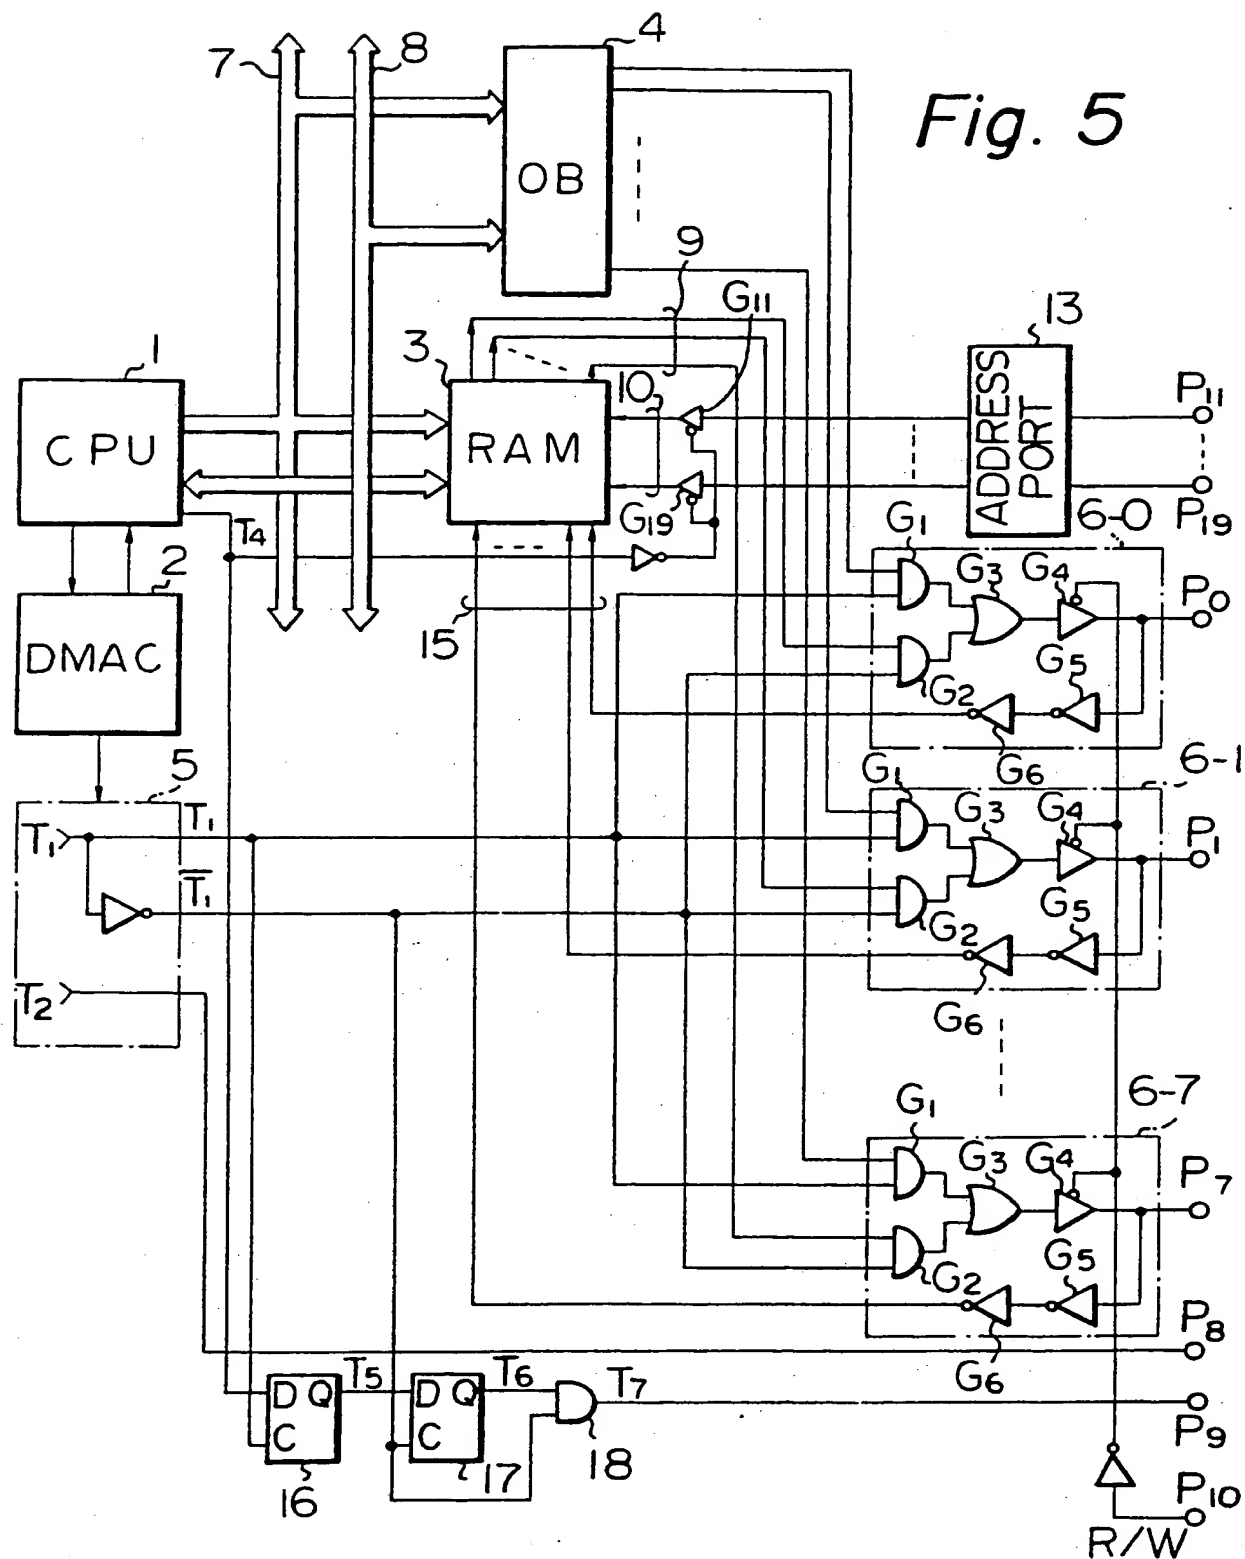 Fig. 5
4
7
8
OB
9
G11
13
1
3
10
CPU
RAM
ADDRESS
PORT
P11
G19
P19
T4
6-0
2
G1
G3
G4
P0
15
DMAC
G2
G5
G6
5
6-1
T1
T1
G1
G3
G4
P1
T̅1
G2
G5
T2
G6
6-7
G1
G3
G4
P7
G2
G5
P8
G6
D Q
C
T5
D Q
C
T6
T7
P9
16
17
18
P10
R/W